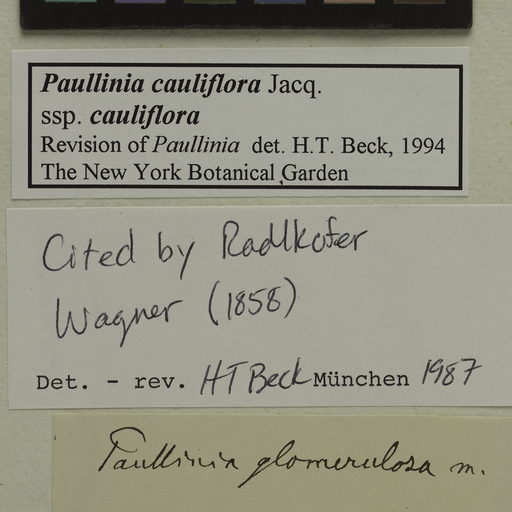 Paullinia cauliflora Jacq.
ssp. cauliflora
Revision of Paullinia det. H.T. Beck, 1994
The New York Botanical Garden
Cited by Radlkofer
Wagner (1858)
Det. - rev. HT Beck München 1987
Paullinia glomerulosa m.